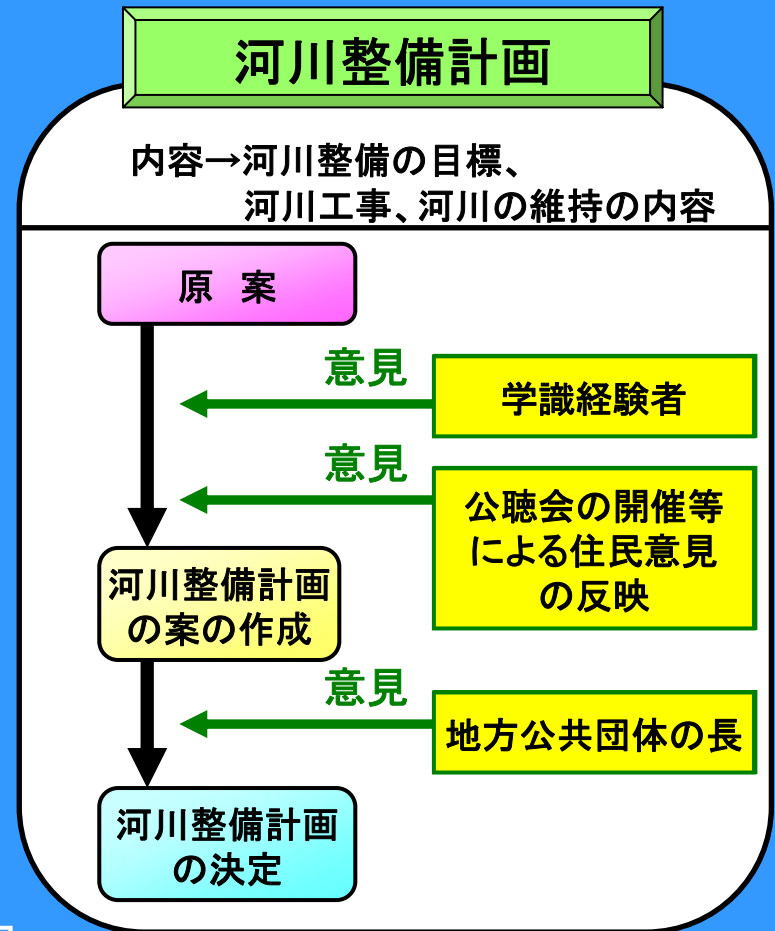 河川整備計画
内容→河川整備の目標、
河川工事、河川の維持の内容
原 案
意見
学識経験者
意見
公聴会の開催等
による住民意見
の反映
河川整備計画
の案の作成
意見
地方公共団体の長
河川整備計画
の決定